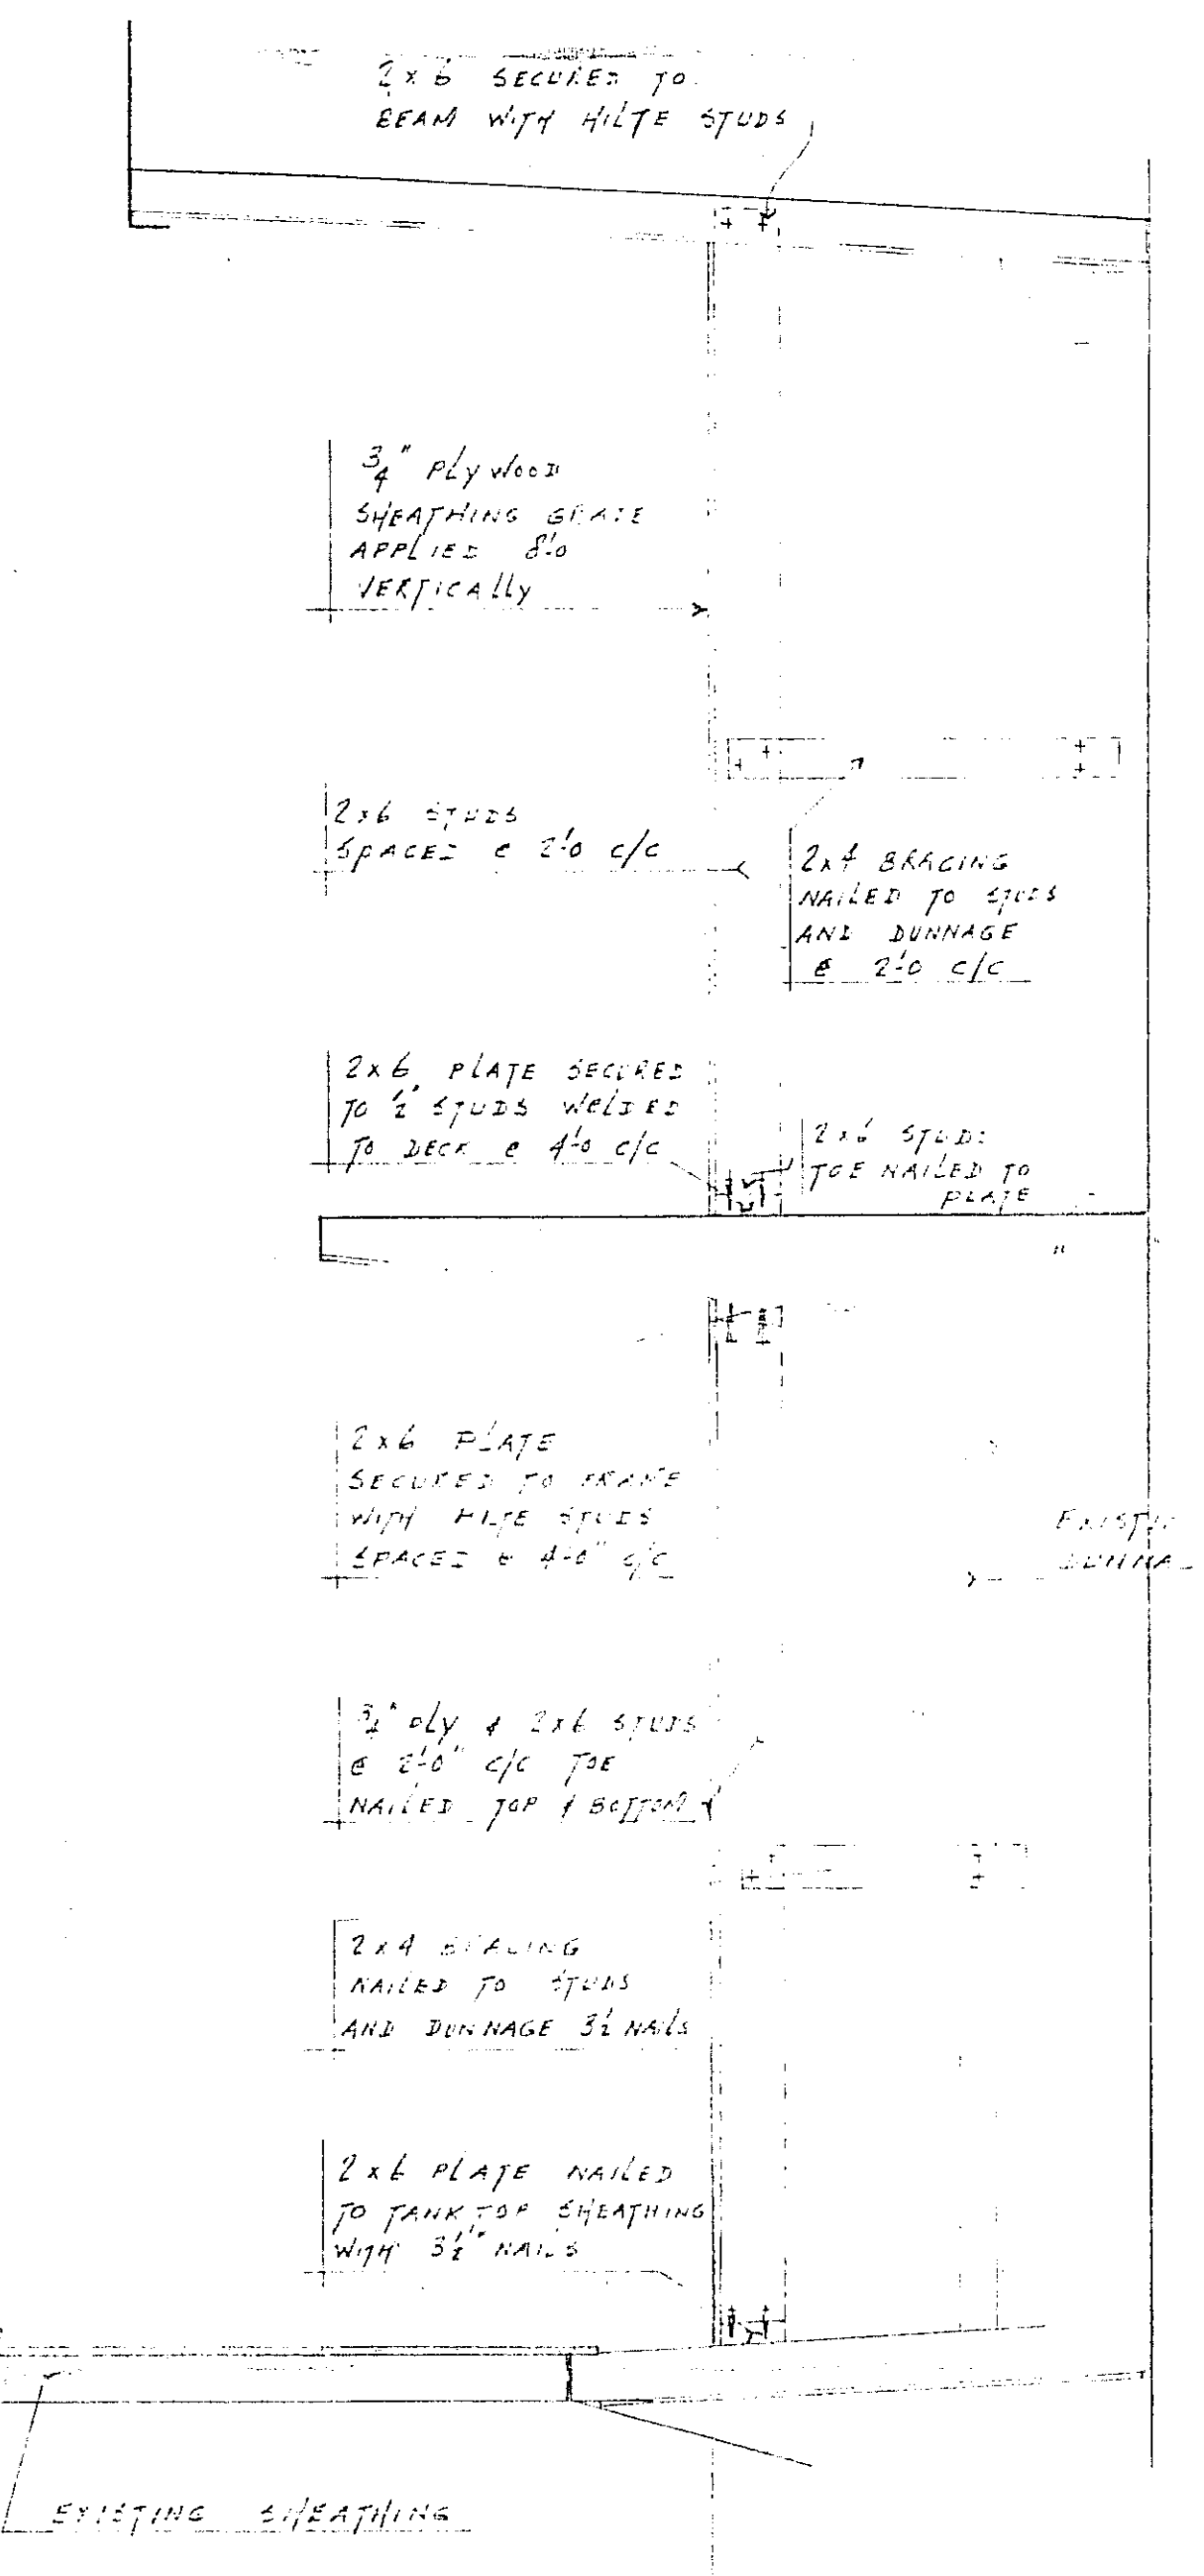 2x6 SECURED TO
BEAM WITH HILTE STUDS
3/4" PLYWOOD
SHEATHING GRADE
APPLIED 8'-0
VERTICALLY
2x6 STUDS
SPACED @ 2'-0 c/c
2x4 BRACING
NAILED TO STUDS
AND DUNNAGE
@ 2'-0 c/c
2x6 PLATE SECURED
TO 1/2" STUDS WELDED
TO DECK @ 4'-0 c/c
2x6 STUDS
TOE NAILED TO
PLATE
2x6 PLATE
SECURED TO FRAME
WITH HILTE STUDS
SPACED @ 4'-0" c/c
EXISTIN
DUNNA
3/4" PLY & 2x6 STUDS
@ 2'-0" c/c TOE
NAILED TOP & BOTTOM
2x4 BRACING
NAILED TO STUDS
AND DUNNAGE 3 1/2 NAILS
2x6 PLATE NAILED
TO TANK TOP SHEATHING
WITH 3 1/2" NAILS
EXISTING SHEATHING